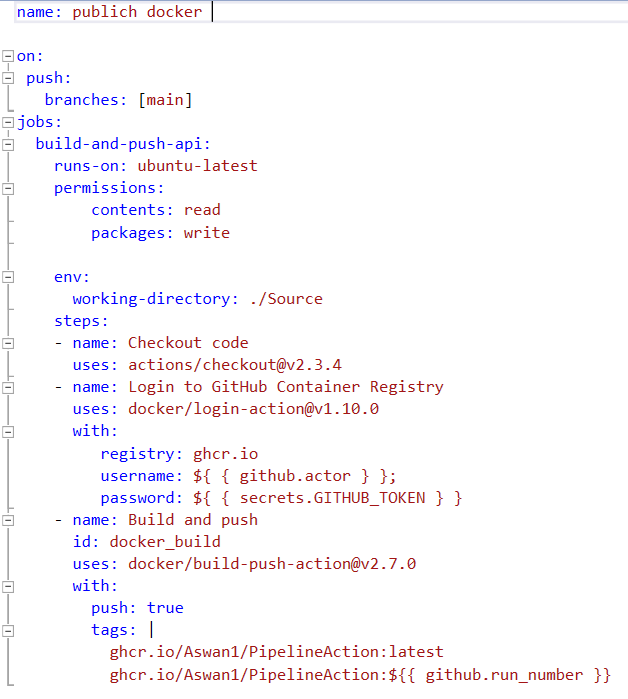 name: publich docker
on:
push:
branches: [main]
jobs:
build-and-push-api:
runs-on: ubuntu-latest
permissions:
contents: read
packages: write
env:
working-directory: ./Source
steps:
- name: Checkout code
uses: actions/checkout@v2.3.4
- name: Login to GitHub Container Registry
uses: docker/login-action@v1.10.0
with:
registry: ghcr.io
username: ${ { github.actor } };
password: ${ { secrets.GITHUB_TOKEN } }
- name: Build and push
id: docker_build
uses: docker/build-push-action@v2.7.0
with:
push: true
tags: |
ghcr.io/Aswan1/PipelineAction:latest
ghcr.io/Aswan1/PipelineAction:${{ github.run_number }}